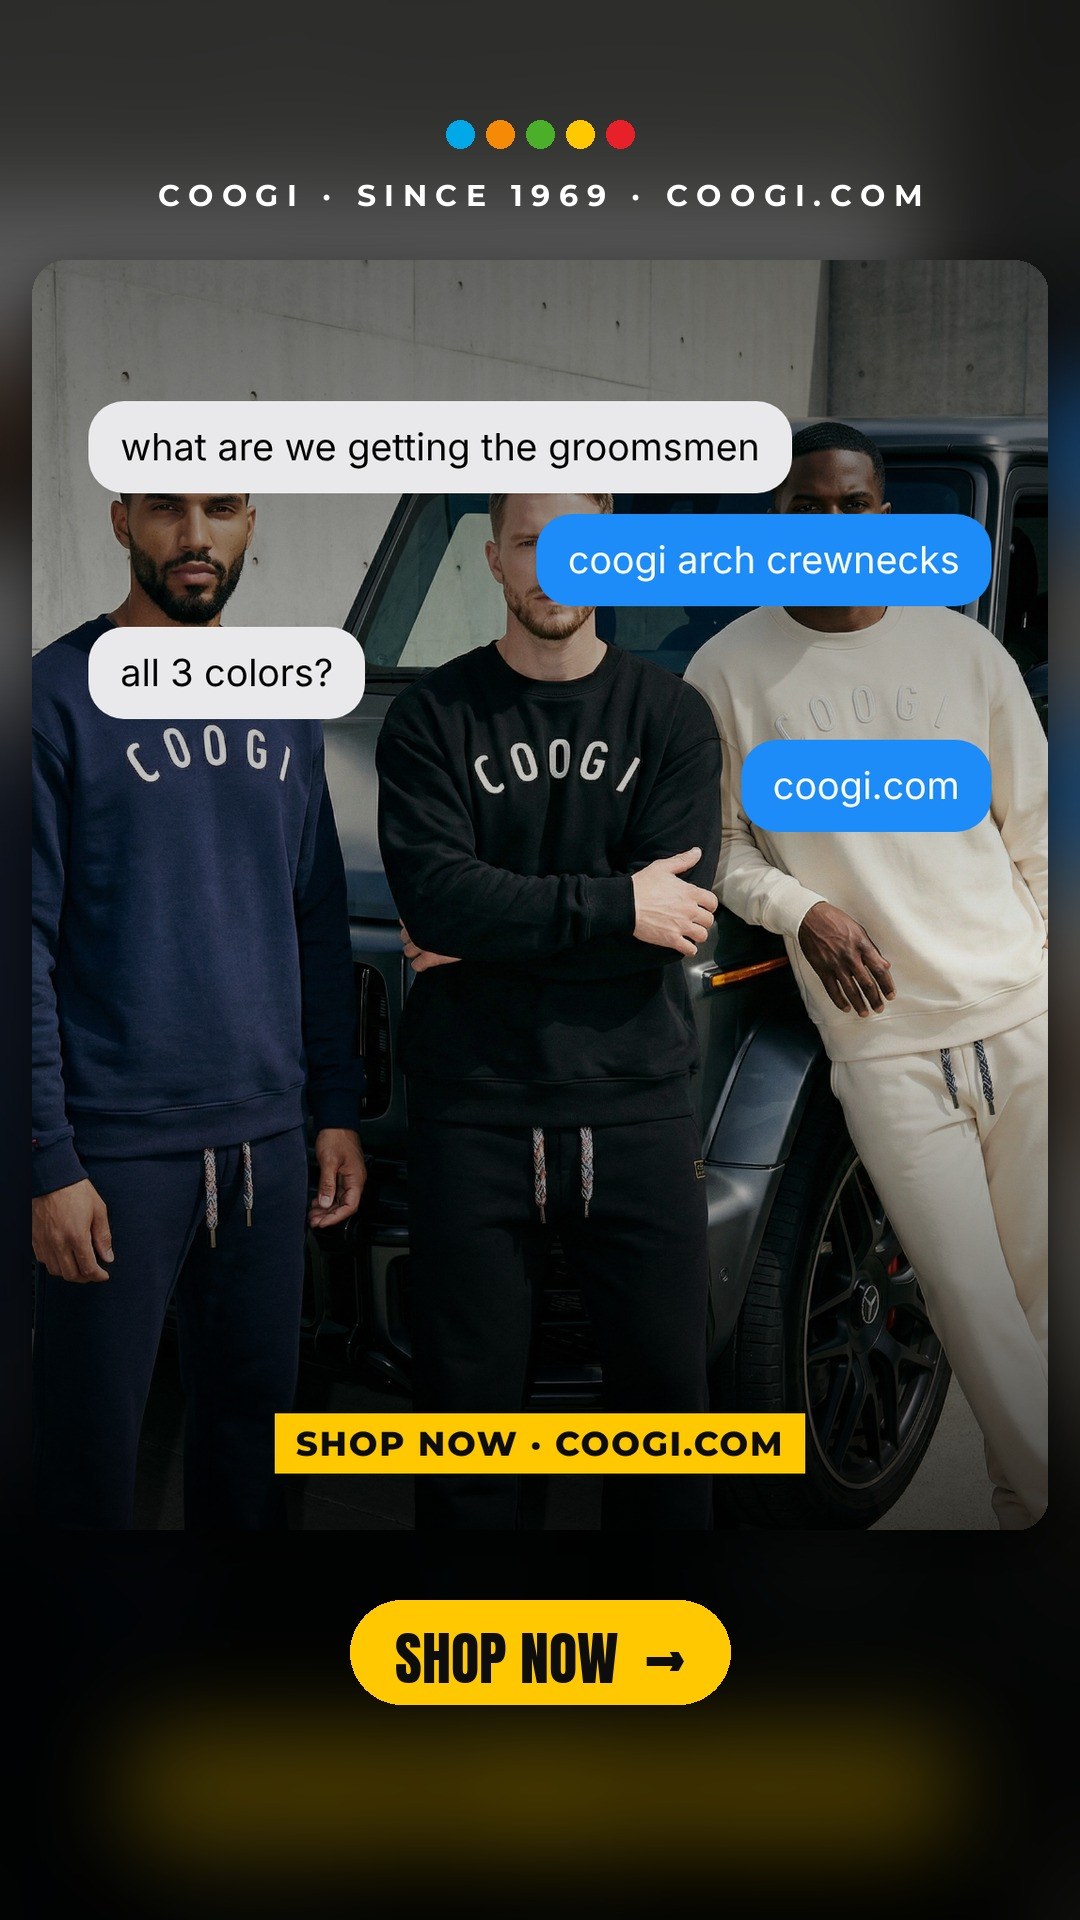 COOGI · SINCE 1969 · COOGI.COM
what are we getting the groomsmen
coogi arch crewnecks
all 3 colors?
COOGI
COOGI
COOGI
coogi.com
SHOP NOW · COOGI.COM
SHOP NOW →